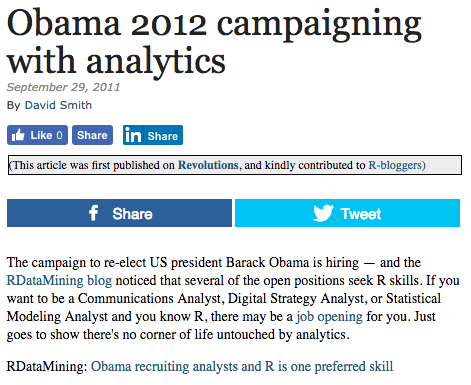 Obama 2012 campaigning
with analytics
September 29, 2011
By David Smith
Like 0 Share in Share
(This article was first published on Revolutions, and kindly contributed to R-bloggers)
f Share Tweet
The campaign to re-elect US president Barack Obama is hiring — and the
RDataMining blog noticed that several of the open positions seek R skills. If you
want to be a Communications Analyst, Digital Strategy Analyst, or Statistical
Modeling Analyst and you know R, there may be a job opening for you. Just
goes to show there's no corner of life untouched by analytics.
RDataMining: Obama recruiting analysts and R is one preferred skill